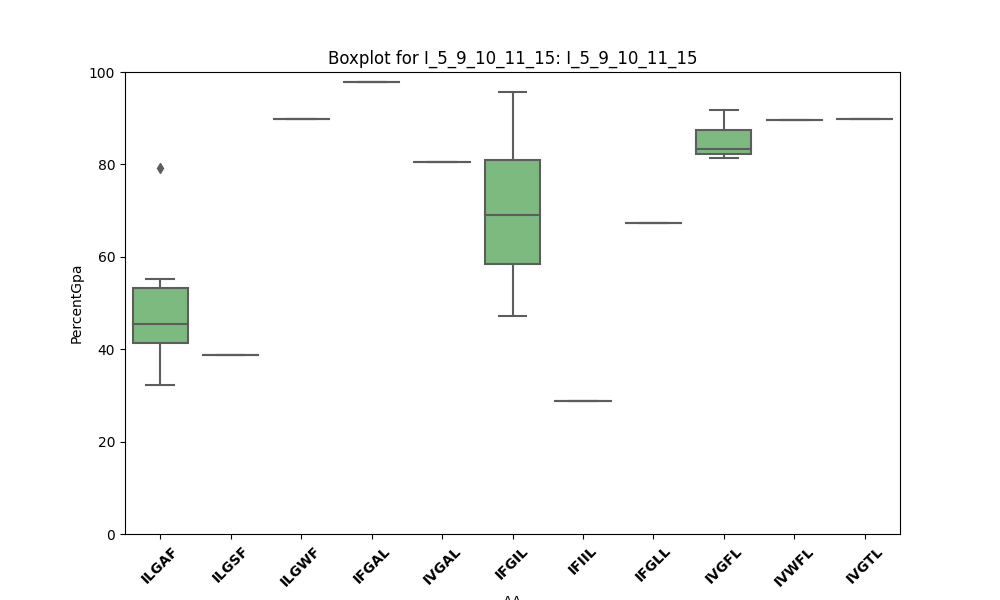 Boxplot for I_5_9_10_11_15: I_5_9_10_11_15
100
80
60
40
20
0
PercentGpa
ILGAF
ILGSF
ILGWF
IFGAL
IVGAL
IFGIL
IFIIL
IFGLL
IVGFL
IVWFL
IVGTL
AA